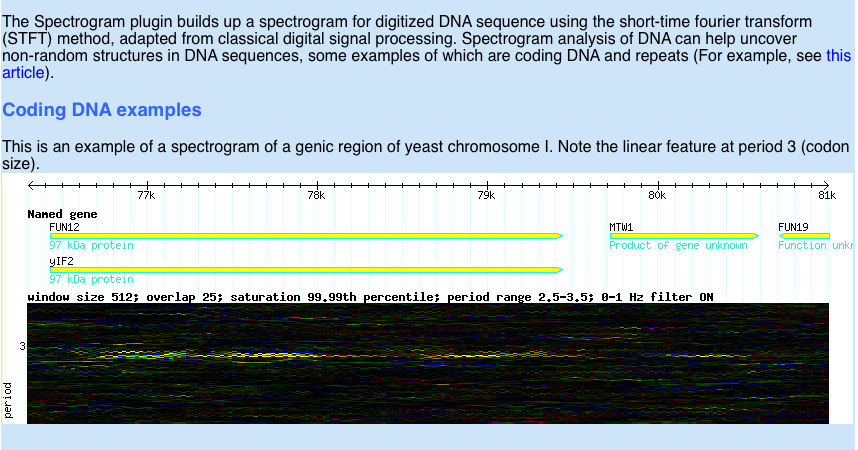 The Spectrogram plugin builds up a spectrogram for digitized DNA sequence using the short-time fourier transform
(STFT) method, adapted from classical digital signal processing. Spectrogram analysis of DNA can help uncover
non-random structures in DNA sequences, some examples of which are coding DNA and repeats (For example, see this
article).
Coding DNA examples
This is an example of a spectrogram of a genic region of yeast chromosome I. Note the linear feature at period 3 (codon
size).
77k 78k 79k 80k 81k
Named gene
FUN12 MTW1 FUN19
97 kDa protein Product of gene unknown Function unkr
yIF2
97 kDa protein
window size 512; overlap 25; saturation 99.99th percentile; period range 2.5-3.5; 0-1 Hz filter ON
3
period